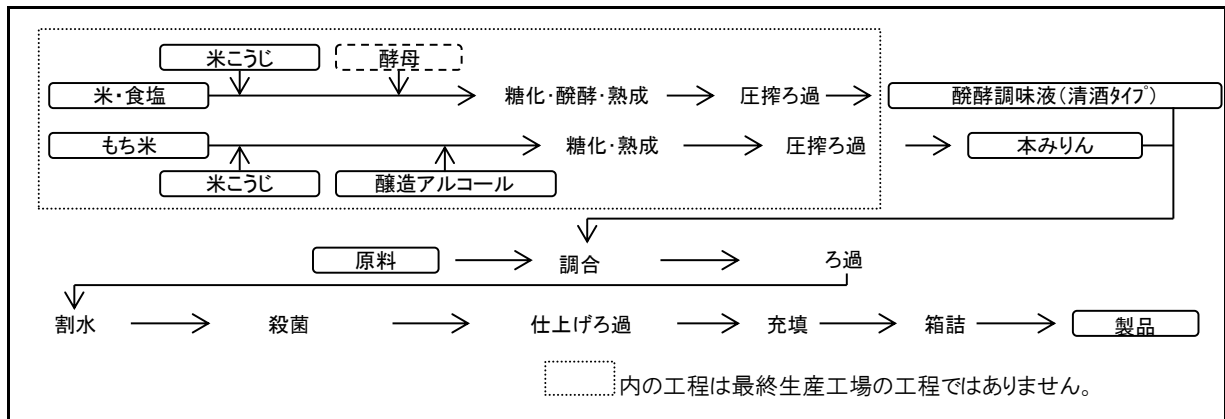 米こうじ 酵母
米・食塩 糖化・醗酵・熟成 圧搾ろ過 醗酵調味液(清酒ﾀｲﾌﾟ)
もち米 糖化・熟成 圧搾ろ過 本みりん
米こうじ 醸造アルコール
原料 調合 ろ過
割水 殺菌 仕上げろ過 充填 箱詰 製品
内の工程は最終生産工場の工程ではありません。